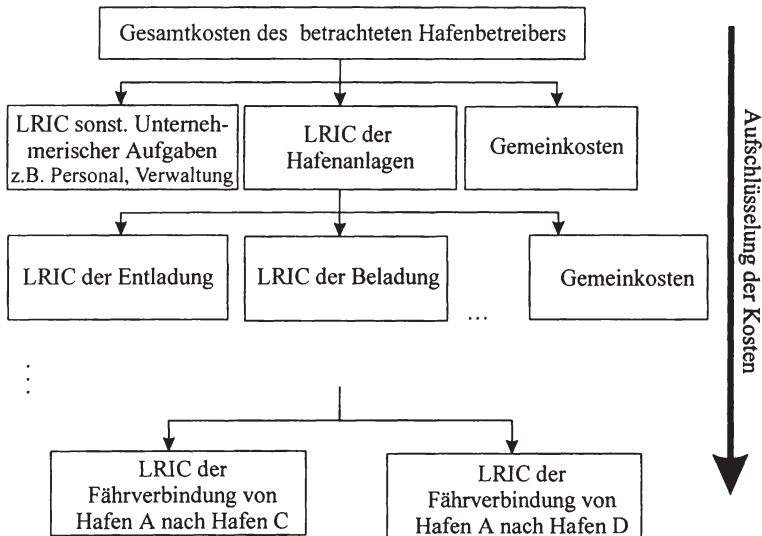 Gesamtkosten des betrachteten Hafenbetreibers
LRIC sonst. Unterneh-
merischer Aufgaben
z.B. Personal, Verwaltung
LRIC der
Hafenanlagen
Gemeinkosten
LRIC der Entladung
LRIC der Beladung
...
Gemeinkosten
...
LRIC der
Fährverbindung von
Hafen A nach Hafen C
LRIC der
Fährverbindung von
Hafen A nach Hafen D
Aufschlüsselung der Kosten